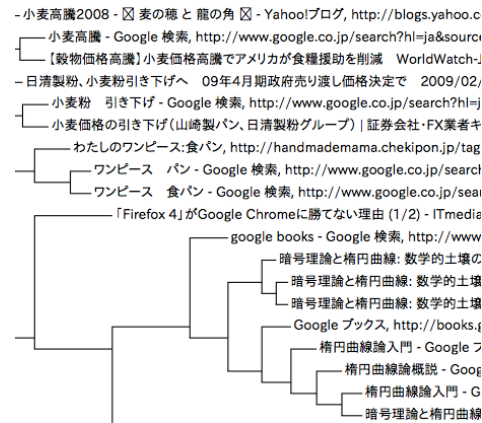 小麦高騰2008 - ☒ 麦の穂 と 龍の角 ☒ - Yahoo!ブログ, http://blogs.yahoo.c
小麦高騰 - Google 検索, http://www.google.co.jp/search?hl=ja&sourc
【穀物価格高騰】小麦高騰でアメリカが食糧援助を削減 WorldWatch-J
日清製粉、小麦粉引き下げへ 09年4月期政府売り渡し価格決定で 2009/02/
小麦粉 引き下げ - Google 検索, http://www.google.co.jp/search?hl=j
小麦価格の引き下げ(山崎製パン、日清製粉グループ) | 証券会社・FX業者キ
わたしのワンピース:食パン, http://handmademama.chekipon.jp/tag
ワンピース パン - Google 検索, http://www.google.co.jp/searc
ワンピース 食パン - Google 検索, http://www.google.co.jp/sear
「Firefox 4」がGoogle Chromeに勝てない理由 (1/2) - ITmedia
google books - Google 検索, http://www
暗号理論と楕円曲線: 数学的土壌の
暗号理論と楕円曲線: 数学的土壌
暗号理論と楕円曲線: 数学的土壌
Google ブックス, http://books.g
楕円曲線論入門 - Google ブ
楕円曲線論概説 - Goog
楕円曲線論入門 - G
暗号理論と楕円曲線